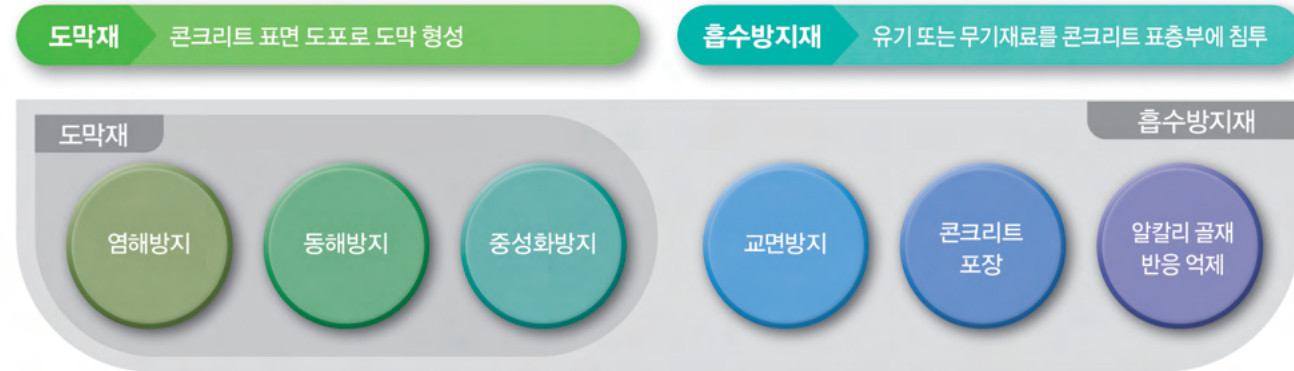 도막재 콘크리트 표면 도포로 도막 형성
흡수방지재 유기 또는 무기재료를 콘크리트 표층부에 침투
도막재
흡수방지재
염해방지
동해방지
중성화방지
교면방지
콘크리트
포장
알칼리 골재
반응 억제